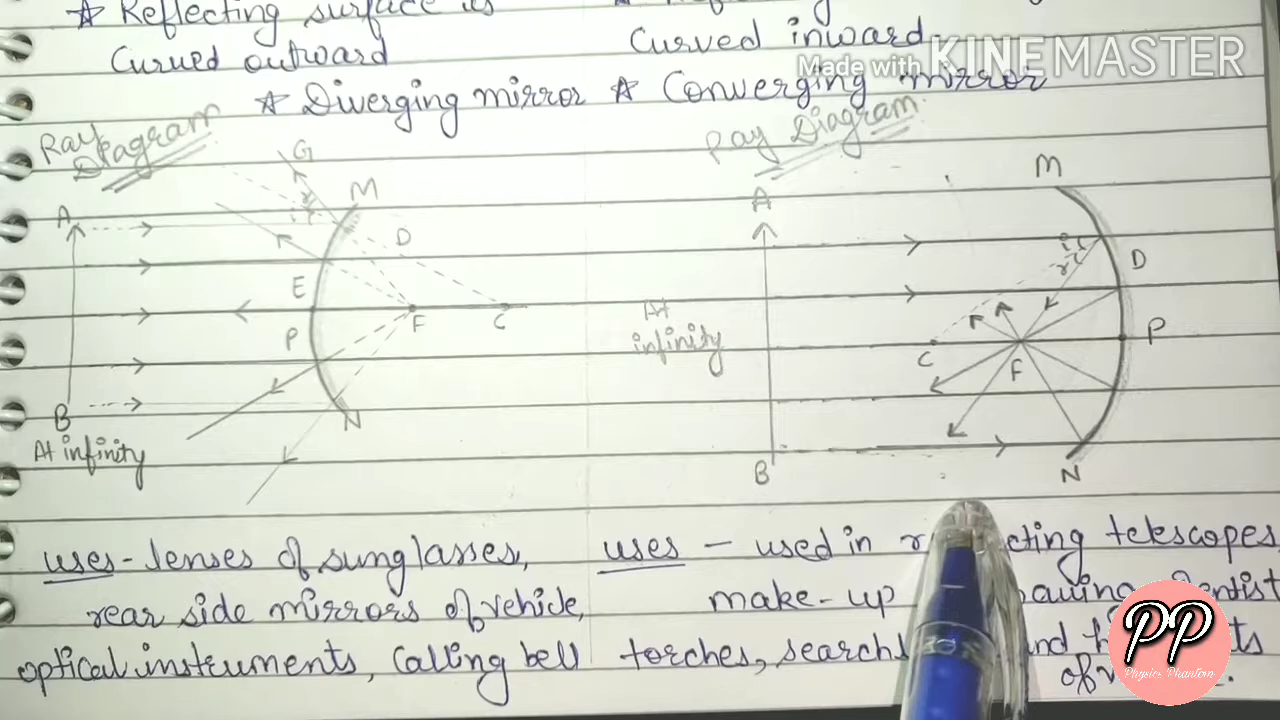 ☆ Reflecting surface is
Curved outward
☆ Diverging mirror
Ray Diagram
G
M
A
i
r
D
E
F
C
P
B
N
At infinity
uses - lenses of sunglasses,
rear side mirrors of vehicle,
optical instruments, Calling bell
Curved inward
☆ Converging mirror
Ray Diagram
M
A
i
r
D
At
infinity
C
F
P
B
N
uses - used in telescopes
make-up
torches,
Made with KINEMASTER
PP
Physics Phantom